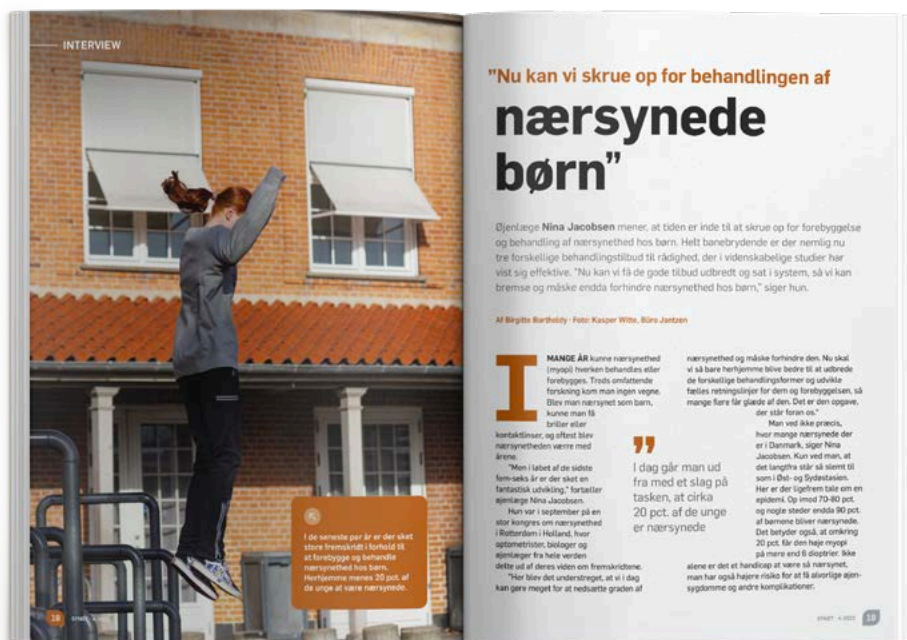 INTERVIEW
I de seneste par år er der sket
store fremskridt i forhold til
at forebygge og behandle
nærsynethed hos børn.
Herhjemme menes 20 pct. af
de unge at være nærsynede.
18 SYNET · 4-2022
"Nu kan vi skrue op for behandlingen af
nærsynede
børn"
Øjenlæge Nina Jacobsen mener, at tiden er inde til at skrue op for forebyggelse
og behandling af nærsynethed hos børn. Helt banebrydende er der nemlig nu
tre forskellige behandlingstilbud til rådighed, der i videnskabelige studier har
vist sig effektive. "Nu kan vi få de gode tilbud udbredt og sat i system, så vi kan
bremse og måske endda forhindre nærsynethed hos børn," siger hun.
Af Birgitte Bartholdy · Foto: Kasper Witte, Büro Jantzen
I MANGE ÅR kunne nærsynethed
(myopi) hverken behandles eller
forebygges. Trods omfattende
forskning kom man ingen vegne.
Blev man nærsynet som barn,
kunne man få
briller eller
kontaktlinser, og oftest blev
nærsynetheden værre med
årene.
"Men i løbet af de sidste
fem-seks år er der sket en
fantastisk udvikling," fortæller
øjenlæge Nina Jacobsen.
Hun var i september på en
stor kongres om nærsynethed
i Rotterdam i Holland, hvor
optometrister, biologer og
øjenlæger fra hele verden
delte ud af deres viden om fremskridtene.
"Her blev det understreget, at vi i dag
kan gøre meget for at nedsætte graden af
"
I dag går man ud
fra med et slag på
tasken, at cirka
20 pct. af de unge
er nærsynede
nærsynethed og måske forhindre den. Nu skal
vi så bare herhjemme blive bedre til at udbrede
de forskellige behandlingsformer og udvikle
fælles retningslinjer for dem og forebyggelsen, så
mange flere får glæde af den. Det er den opgave,
der står foran os."
Man ved ikke præcis,
hvor mange nærsynede der
er i Danmark, siger Nina
Jacobsen. Kun ved man, at
det langtfra står så slemt til
som i Øst- og Sydøstasien.
Her er der ligefrem tale om en
epidemi. Op imod 70-80 pct.
og nogle steder endda 90 pct.
af børnene bliver nærsynede.
Det betyder også, at omkring
20 pct. får den høje myopi
på mere end 6 dioptrier. Ikke
alene er det et handicap at være så nærsynet,
man har også højere risiko for at få alvorlige øjen-
sygdomme og andre komplikationer.